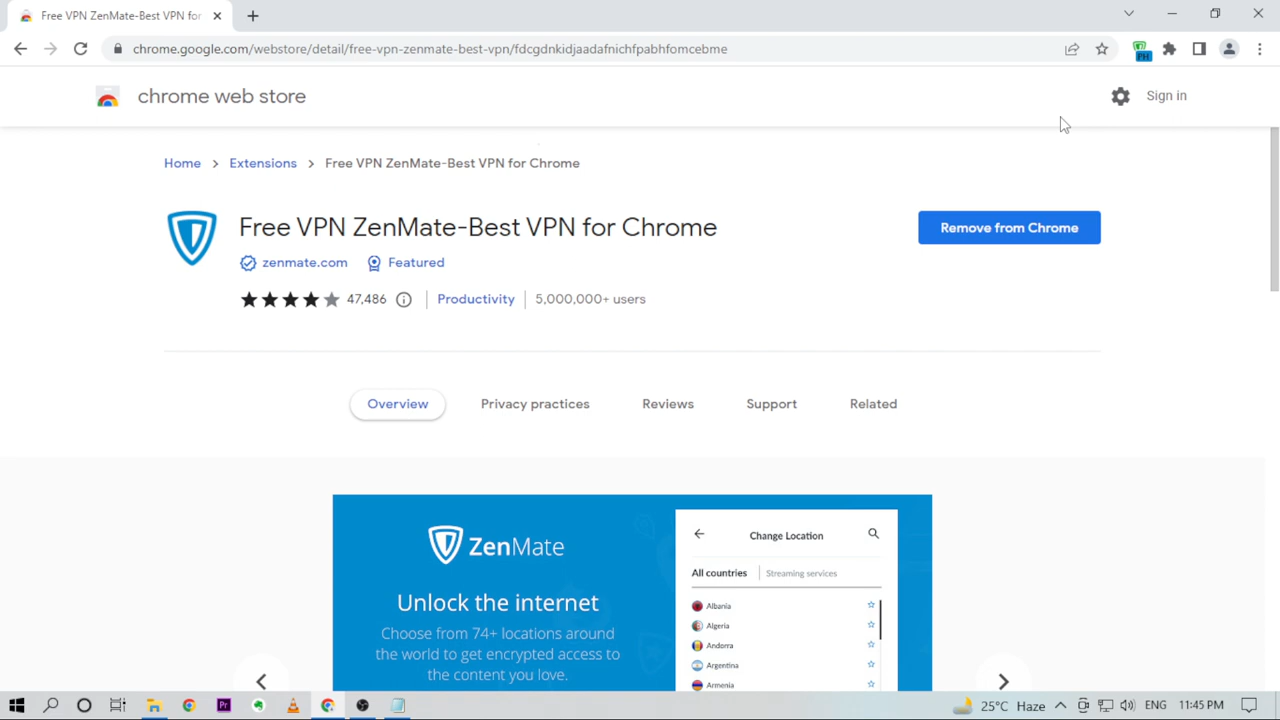 Free VPN ZenMate-Best VPN for
chrome.google.com/webstore/detail/free-vpn-zenmate-best-vpn/fdcgdnkidjaadafnichfpabhfomcebme
PH
chrome web store
Sign in
Home > Extensions > Free VPN ZenMate-Best VPN for Chrome
Free VPN ZenMate-Best VPN for Chrome
Remove from Chrome
zenmate.com
Featured
47,486
Productivity
5,000,000+ users
Overview
Privacy practices
Reviews
Support
Related
ZenMate
Unlock the internet
Choose from 74+ locations around
the world to get encrypted access to
the content you love.
Change Location
All countries
Streaming services
Albania
Algeria
Andorra
Argentina
Armenia
Pr
25°C Haze
ENG
11:45 PM